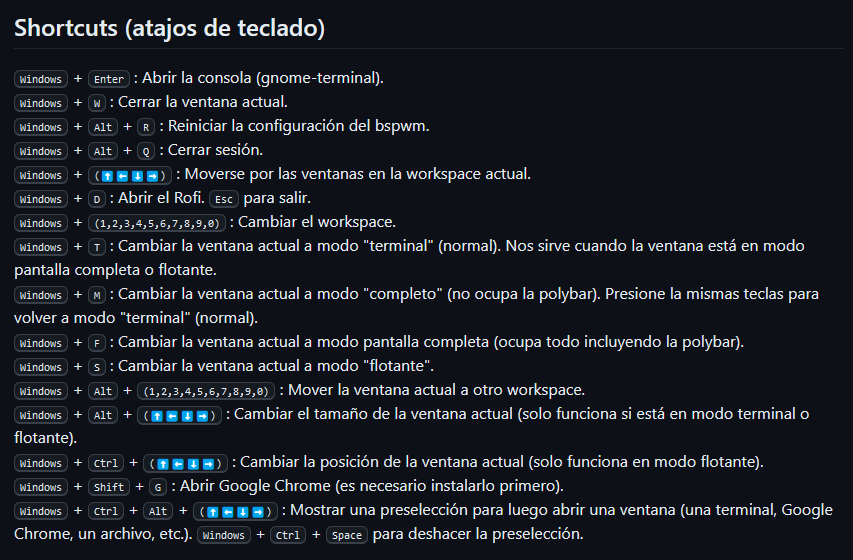 Shortcuts (atajos de teclado)
Windows + Enter : Abrir la consola (gnome-terminal).
Windows + W : Cerrar la ventana actual.
Windows + Alt + R : Reiniciar la configuración del bspwm.
Windows + Alt + Q : Cerrar sesión.
Windows + (⬆️⬅️⬇️➡️) : Moverse por las ventanas en la workspace actual.
Windows + D : Abrir el Rofi. Esc para salir.
Windows + (1,2,3,4,5,6,7,8,9,0) : Cambiar el workspace.
Windows + T : Cambiar la ventana actual a modo "terminal" (normal). Nos sirve cuando la ventana está en modo
pantalla completa o flotante.
Windows + M : Cambiar la ventana actual a modo "completo" (no ocupa la polybar). Presione la mismas teclas para
volver a modo "terminal" (normal).
Windows + F : Cambiar la ventana actual a modo pantalla completa (ocupa todo incluyendo la polybar).
Windows + S : Cambiar la ventana actual a modo "flotante".
Windows + Alt + (1,2,3,4,5,6,7,8,9,0) : Mover la ventana actual a otro workspace.
Windows + Alt + (⬆️⬅️⬇️➡️) : Cambiar el tamaño de la ventana actual (solo funciona si está en modo terminal o
flotante).
Windows + Ctrl + (⬆️⬅️⬇️➡️) : Cambiar la posición de la ventana actual (solo funciona en modo flotante).
Windows + Shift + G : Abrir Google Chrome (es necesario instalarlo primero).
Windows + Ctrl + Alt + (⬆️⬅️⬇️➡️) : Mostrar una preselección para luego abrir una ventana (una terminal, Google
Chrome, un archivo, etc.). Windows + Ctrl + Space para deshacer la preselección.